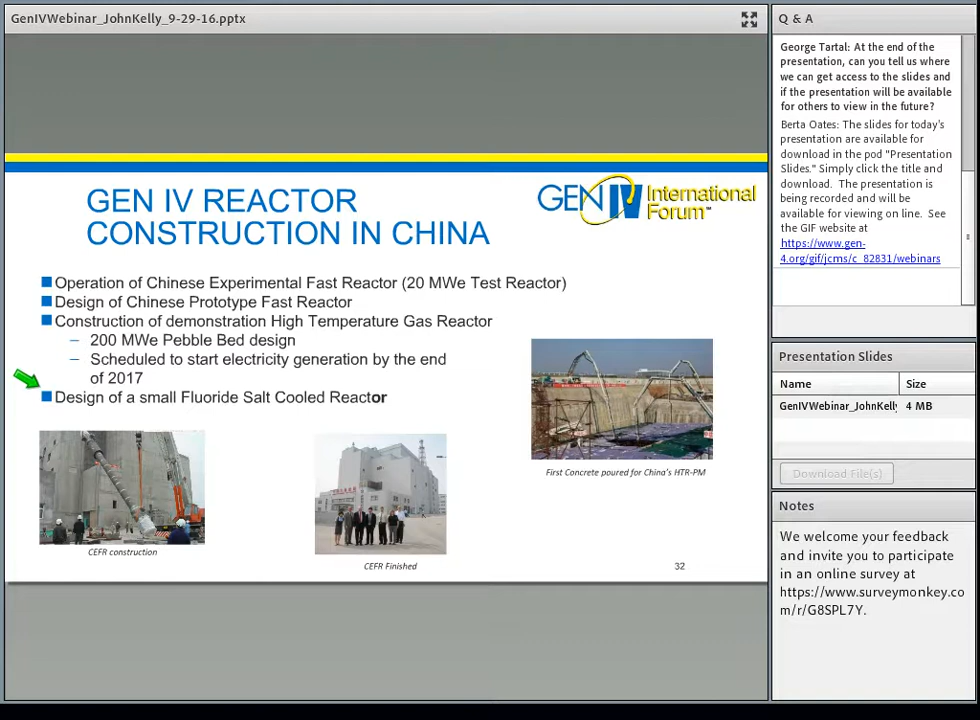 GenIVWebinar_JohnKelly_9-29-16.pptx
GEN IV REACTOR
CONSTRUCTION IN CHINA
GEN IV International
Forum™
Operation of Chinese Experimental Fast Reactor (20 MWe Test Reactor)
Design of Chinese Prototype Fast Reactor
Construction of demonstration High Temperature Gas Reactor
– 200 MWe Pebble Bed design
– Scheduled to start electricity generation by the end
of 2017
Design of a small Fluoride Salt Cooled Reactor
First Concrete poured for China's HTR-PM
CEFR construction
CEFR Finished
32
Q & A
George Tartal: At the end of the
presentation, can you tell us where
we can get access to the slides and
if the presentation will be available
for others to view in the future?
Berta Oates: The slides for today's
presentation are available for
download in the pod "Presentation
Slides." Simply click the title and
download. The presentation is
being recorded and will be
available for viewing on line. See
the GIF website at
https://www.gen-
4.org/gif/jcms/c_82831/webinars
Presentation Slides
Name Size
GenIVWebinar_JohnKelly 4 MB
Download File(s)
Notes
We welcome your feedback
and invite you to participate
in an online survey at
https://www.surveymonkey.co
m/r/G8SPL7Y.